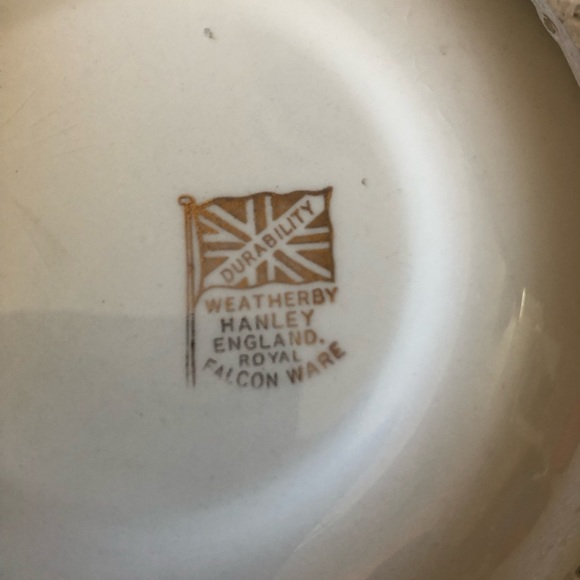 DURABILITY
WEATHERBY
HANLEY
ENGLAND.
ROYAL
FALCON WARE